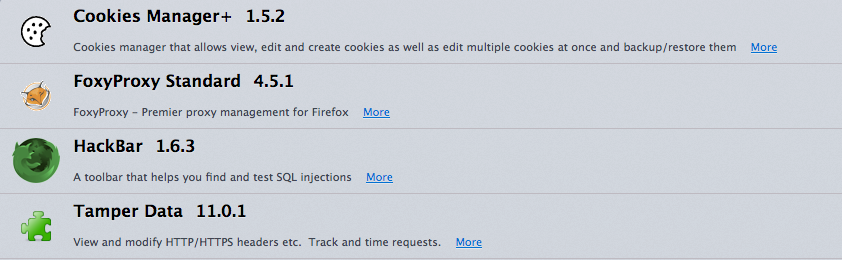 Cookies Manager+ 1.5.2
Cookies manager that allows view, edit and create cookies as well as edit multiple cookies at once and backup/restore them More
FoxyProxy Standard 4.5.1
FoxyProxy – Premier proxy management for Firefox More
HackBar 1.6.3
A toolbar that helps you find and test SQL injections More
Tamper Data 11.0.1
View and modify HTTP/HTTPS headers etc. Track and time requests. More